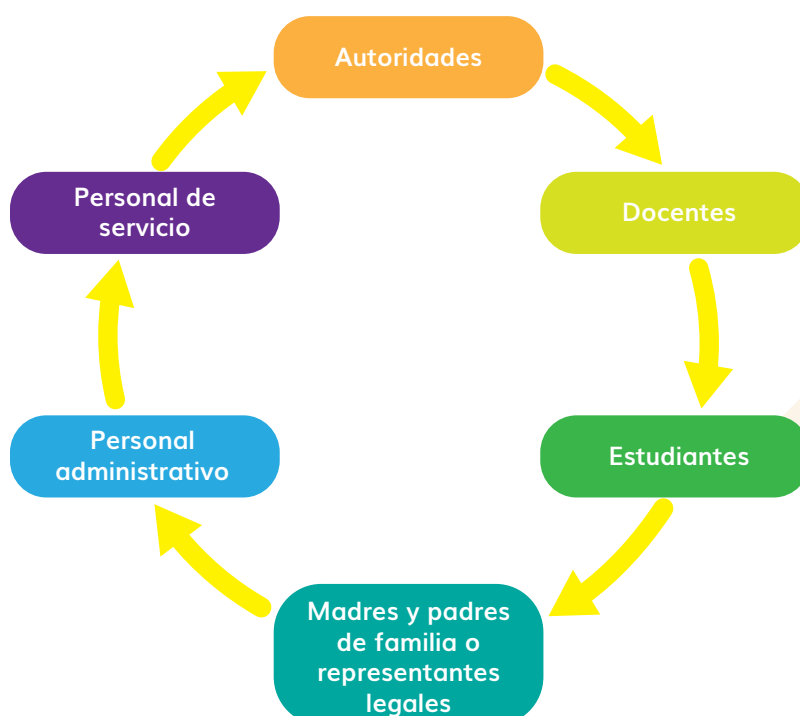 Autoridades
Docentes
Estudiantes
Madres y padres
de familia o
representantes
legales
Personal
administrativo
Personal de
servicio